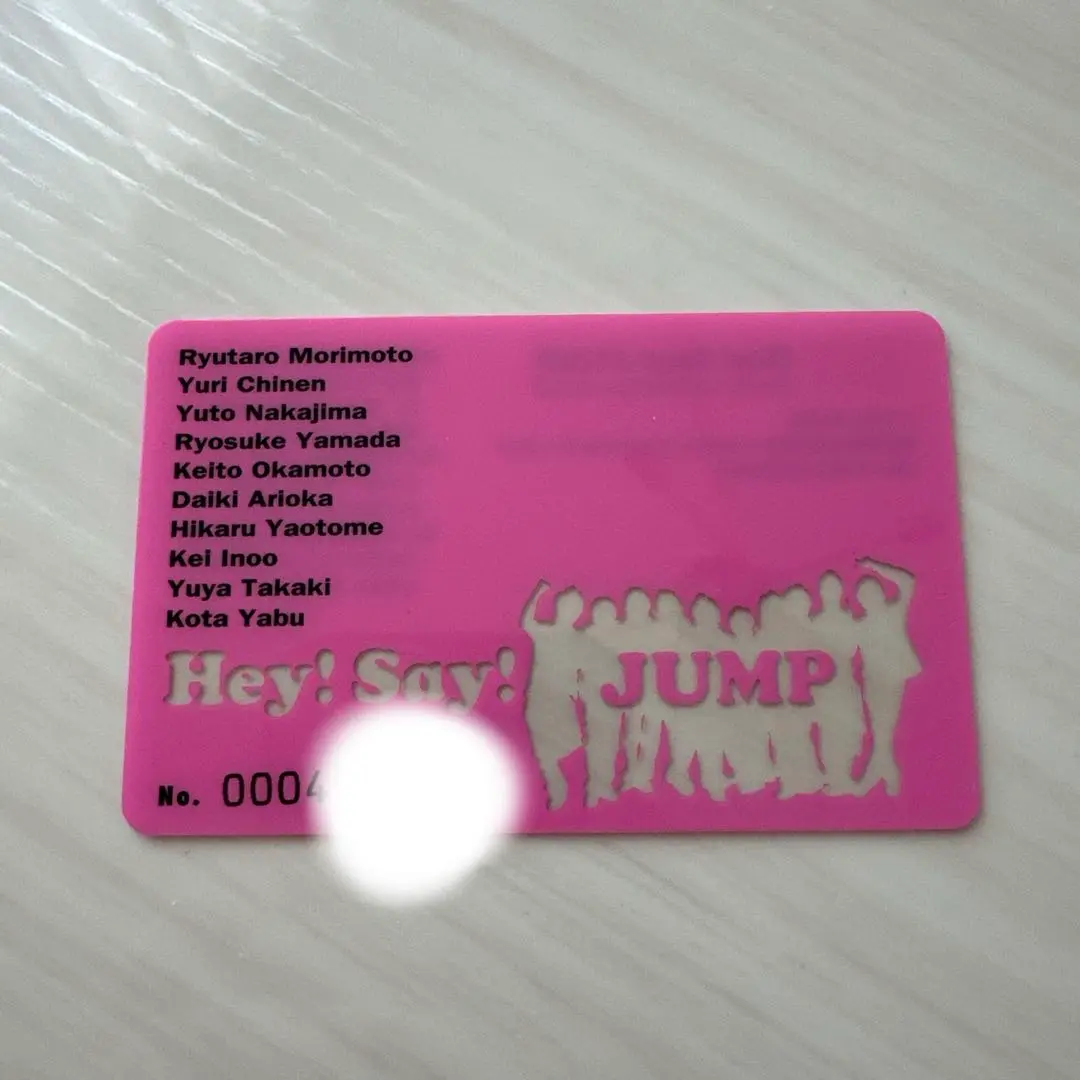 Ryutaro Morimoto
Yuri Chinen
Yuto Nakajima
Ryosuke Yamada
Keito Okamoto
Daiki Arioka
Hikaru Yaotome
Kei Inoo
Yuya Takaki
Kota Yabu
Hey! Say! JUMP
No. 0004